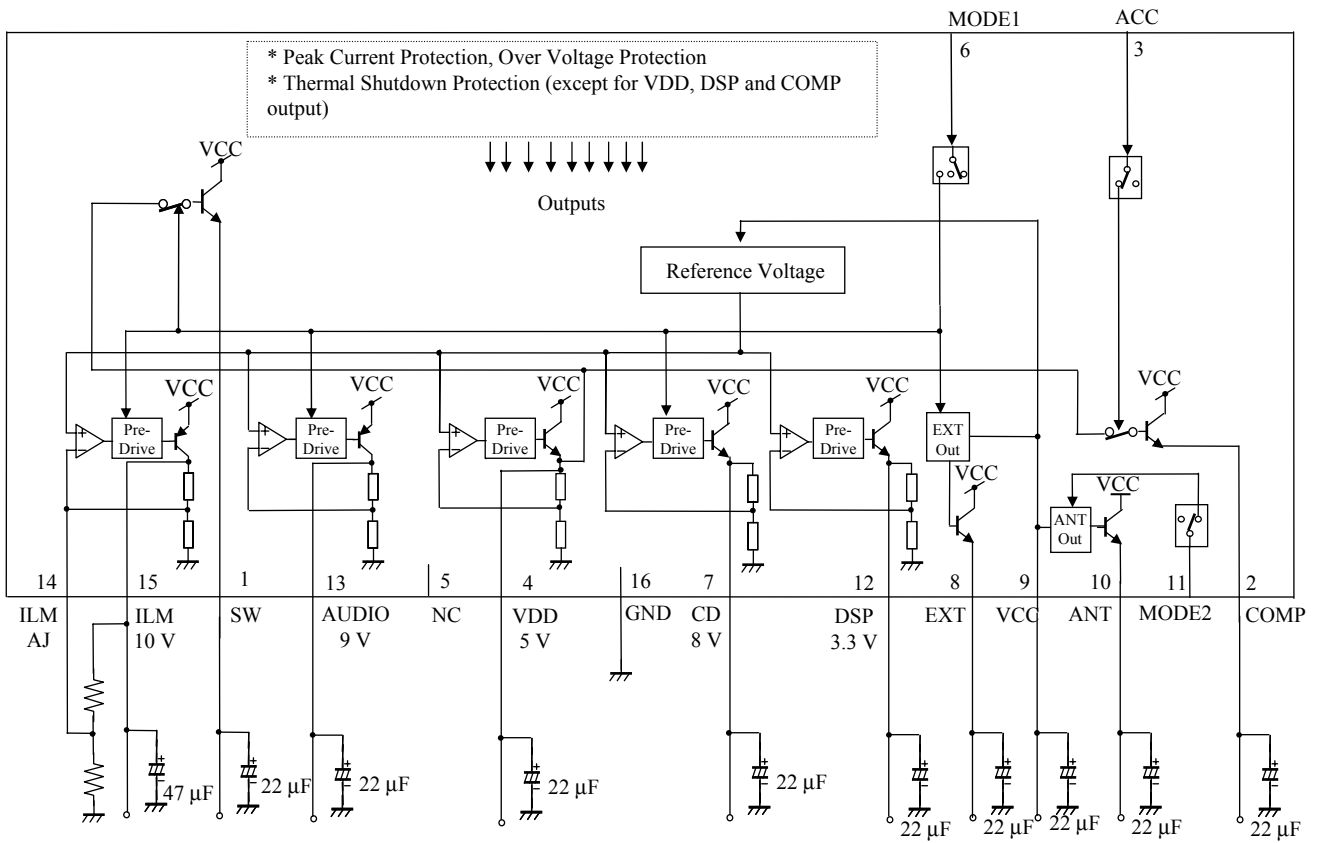 MODE1 ACC
6 3
* Peak Current Protection, Over Voltage Protection
* Thermal Shutdown Protection (except for VDD, DSP and COMP
output)
VCC
Outputs
Reference Voltage
VCC VCC VCC VCC VCC VCC
+ + + + +
− − − − −
Pre-
Drive
Pre-
Drive
Pre-
Drive
Pre-
Drive
Pre-
Drive
EXT
Out
VCC
VCC
ANT
Out
14 15 1 13 5 4 16 7 12 8 9 10 11 2
ILM
AJ
ILM
10 V
SW
AUDIO
9 V
NC
VDD
5 V
GND
CD
8 V
DSP
3.3 V
EXT
VCC
ANT
MODE2
COMP
+ + + + + + + + + +
− − − − − − − − − −
47 µF 22 µF 22 µF 22 µF 22 µF
22 µF 22 µF 22 µF 22 µF 22 µF